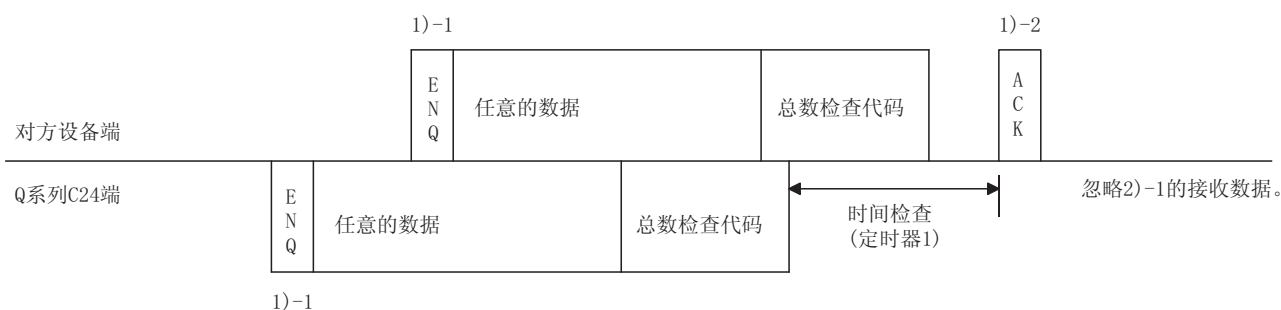 1)-1
1)-2
ENQ
任意的数据
总数检查代码
ACK
对方设备端
Q系列C24端
ENQ
任意的数据
总数检查代码
时间检查
(定时器1)
忽略2)-1的接收数据。
1)-1